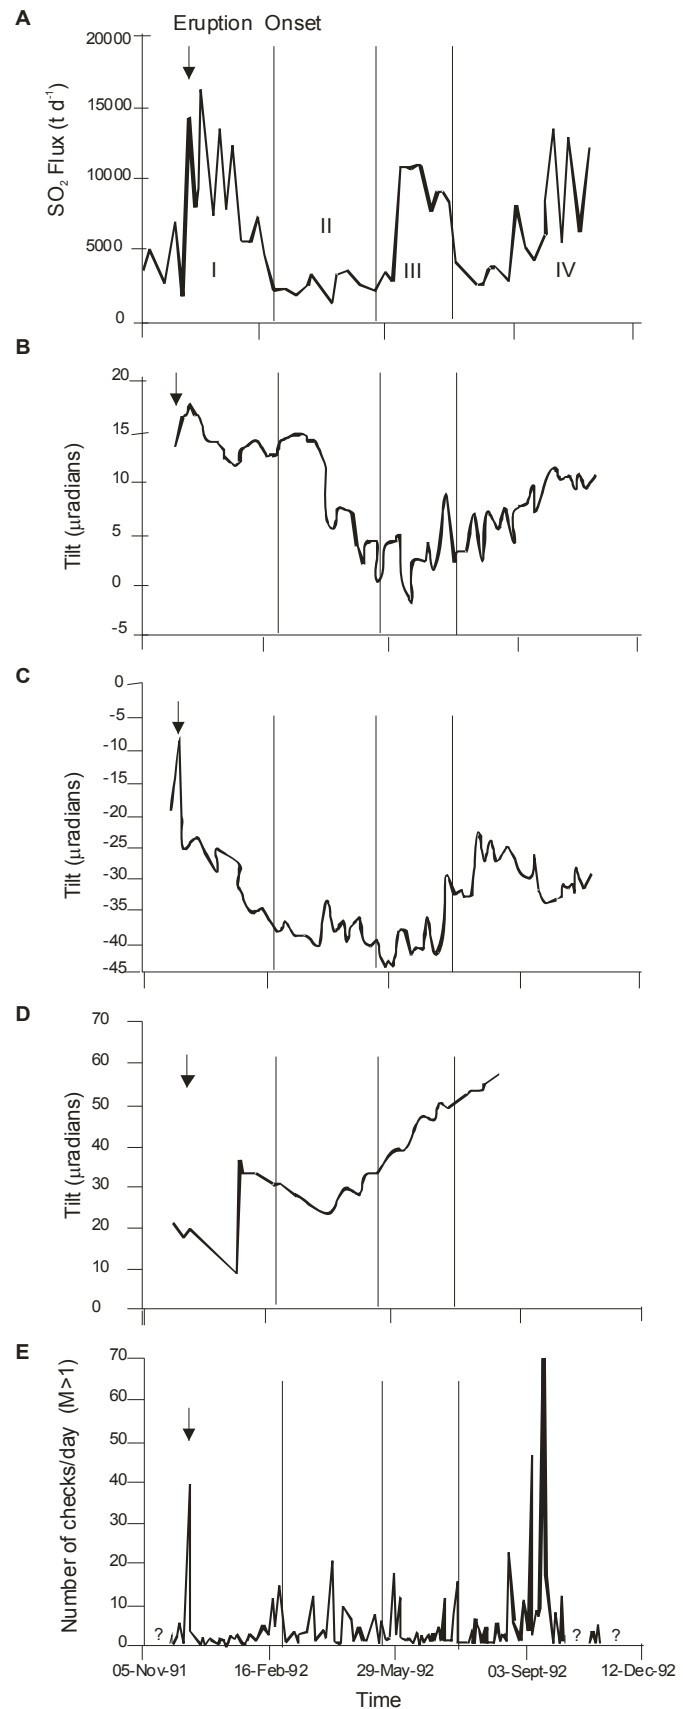 A
Eruption Onset
SO₂ Flux (t d⁻¹)
20000
15000
10000
5000
0
I
II
III
IV
B
Tilt (μradians)
20
15
10
5
0
-5
C
Tilt (μradians)
0
-5
-10
-15
-20
-25
-30
-35
-40
-45
D
Tilt (μradians)
70
60
50
40
30
20
10
0
E
Number of checks/day (M>1)
70
60
50
40
30
20
10
0
? ? ?
05-Nov-91 16-Feb-92 29-May-92 03-Sept-92 12-Dec-92
Time